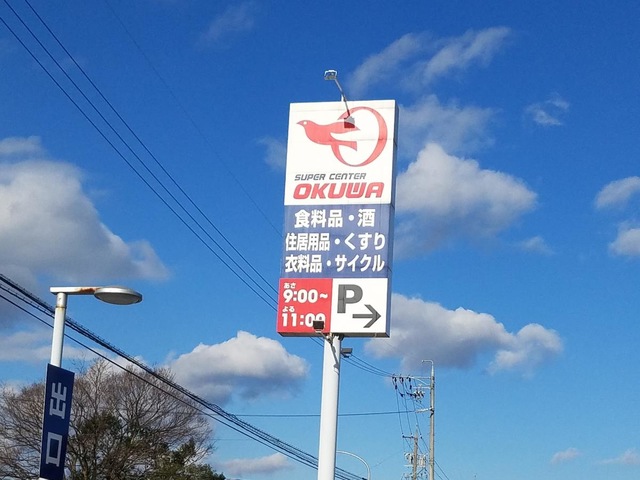 SUPER CENTER
OKUWA
食料品・酒
住居用品・くすり
衣料品・サイクル
あさ
9:00~
よる
11:00
P→
出口